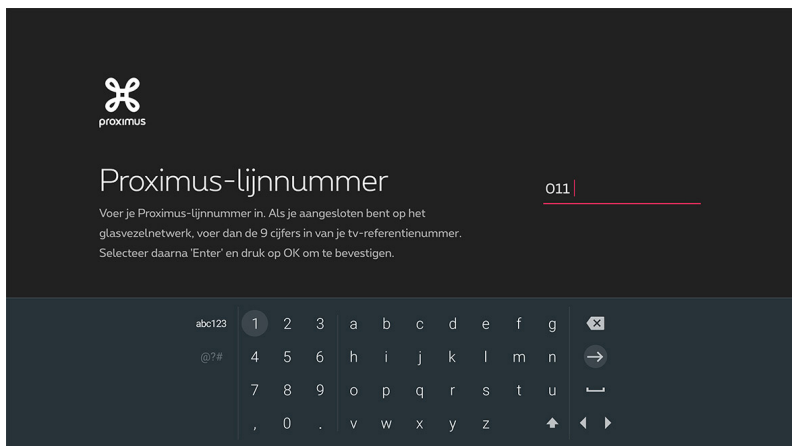 proximus
Proximus-lijnnummer
Voer je Proximus-lijnnummer in. Als je aangesloten bent op het
glasvezelnetwerk, voer dan de 9 cijfers in van je tv-referentienummer.
Selecteer daarna 'Enter' en druk op OK om te bevestigen.
011
abc123 1 2 3 a b c d e f g
@?# 4 5 6 h i j k l m n
7 8 9 o p q r s t u
, 0 . v w x y z